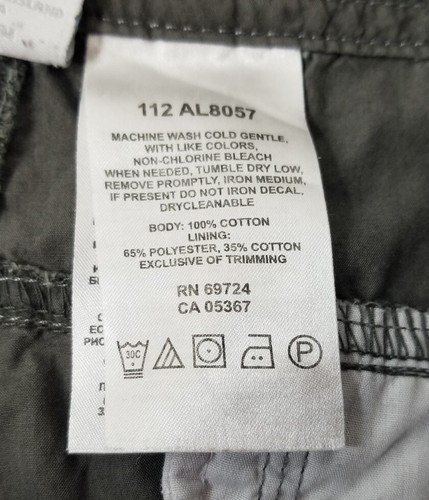 ISLAND
112 AL8057
MACHINE WASH COLD GENTLE,
WITH LIKE COLORS,
NON-CHLORINE BLEACH
WHEN NEEDED, TUMBLE DRY LOW,
REMOVE PROMPTLY, IRON MEDIUM,
IF PRESENT DO NOT IRON DECAL,
DRYCLEANABLE
BODY: 100% COTTON
LINING:
65% POLYESTER, 35% COTTON
EXCLUSIVE OF TRIMMING
RN 69724
CA 05367
30C
P